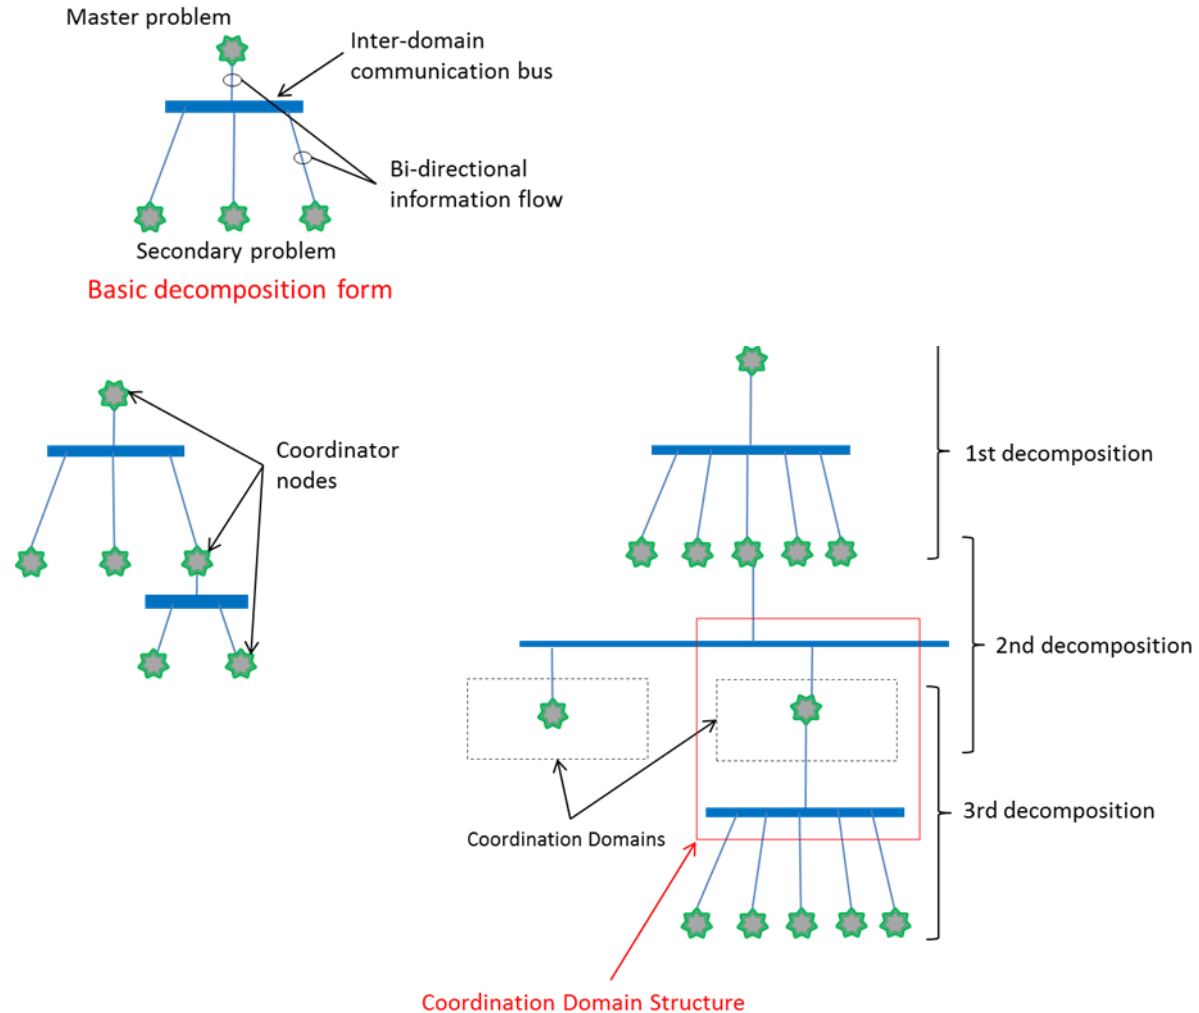 Master problem
Inter-domain
communication bus
Bi-directional
information flow
Secondary problem
Basic decomposition form
Coordinator
nodes
1st decomposition
2nd decomposition
3rd decomposition
Coordination Domains
Coordination Domain Structure